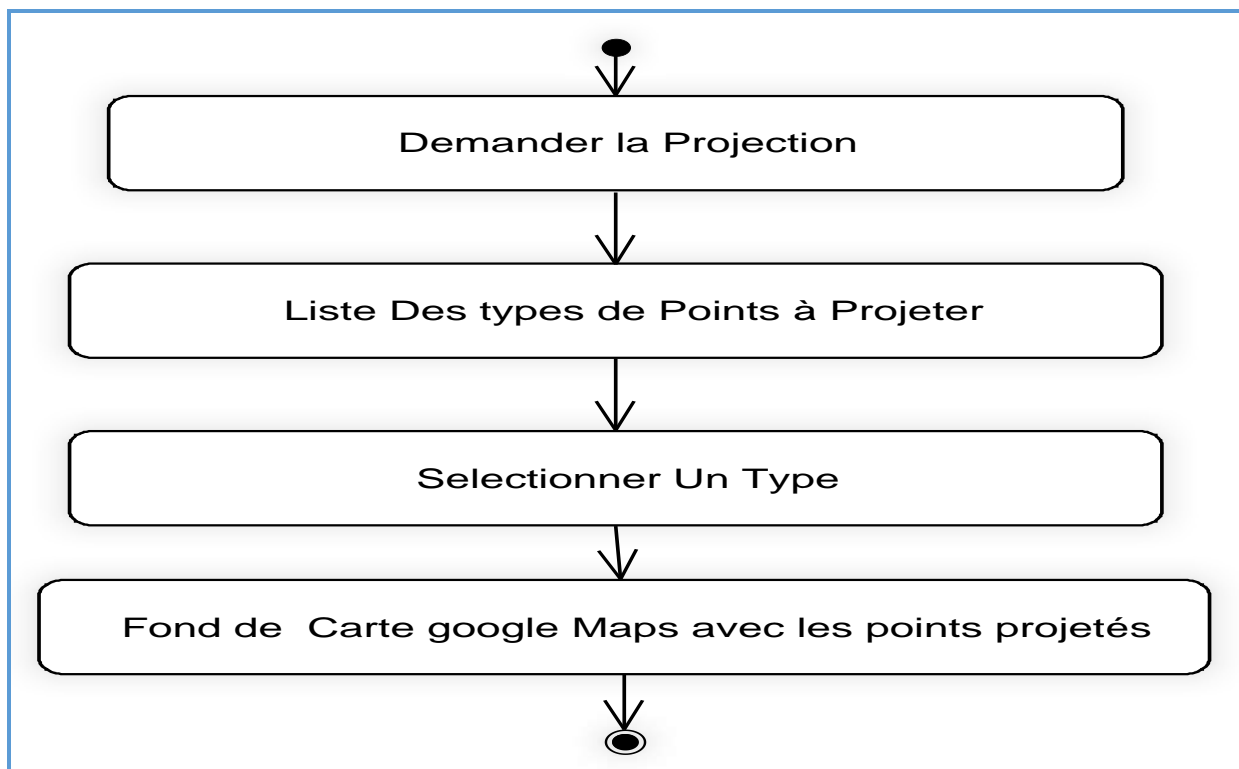 Demander la Projection
Liste Des types de Points à Projeter
Selectionner Un Type
Fond de  Carte google Maps avec les points projetés